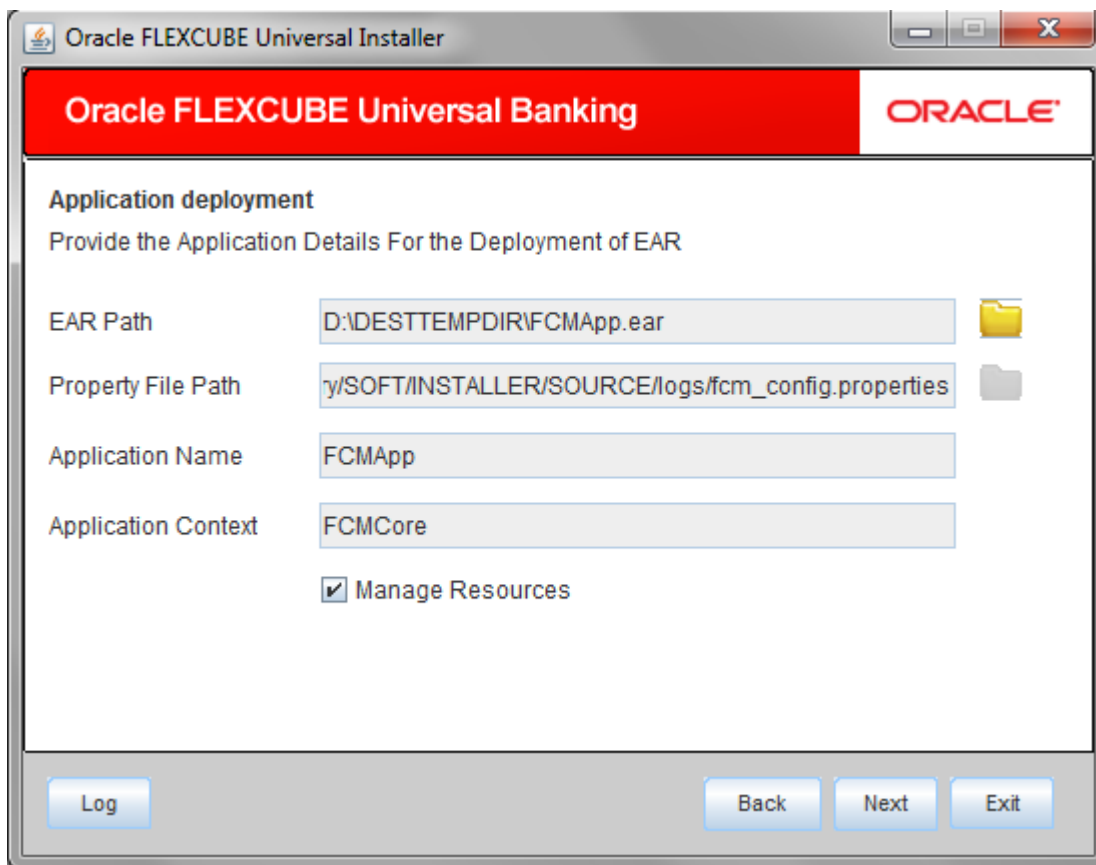 Oracle FLEXCUBE Universal Installer
Oracle FLEXCUBE Universal Banking
ORACLE
Application deployment
Provide the Application Details For the Deployment of EAR
EAR Path D:\DESTTEMPDIR\FCMApp.ear
Property File Path y/SOFT/INSTALLER/SOURCE/logs/fcm_config.properties
Application Name FCMApp
Application Context FCMCore
Manage Resources
Log Back Next Exit